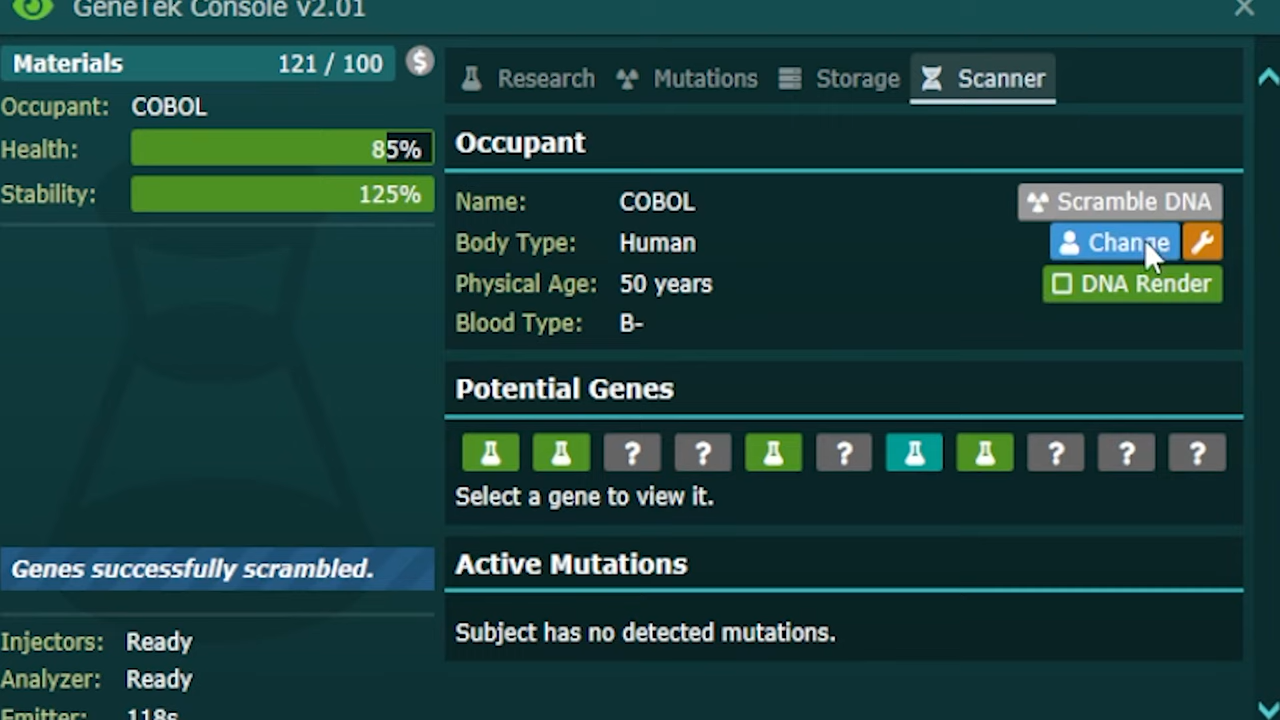 GeneTek Console v2.01
Materials 121 / 100 $
Occupant: COBOL
Health: 85%
Stability: 125%
Genes successfully scrambled.
Injectors: Ready
Analyzer: Ready
Emitter: 118s
Research Mutations Storage Scanner
Occupant
Name: COBOL Scramble DNA
Body Type: Human Change
Physical Age: 50 years DNA Render
Blood Type: B-
Potential Genes
? ? ? ? ? ?
Select a gene to view it.
Active Mutations
Subject has no detected mutations.